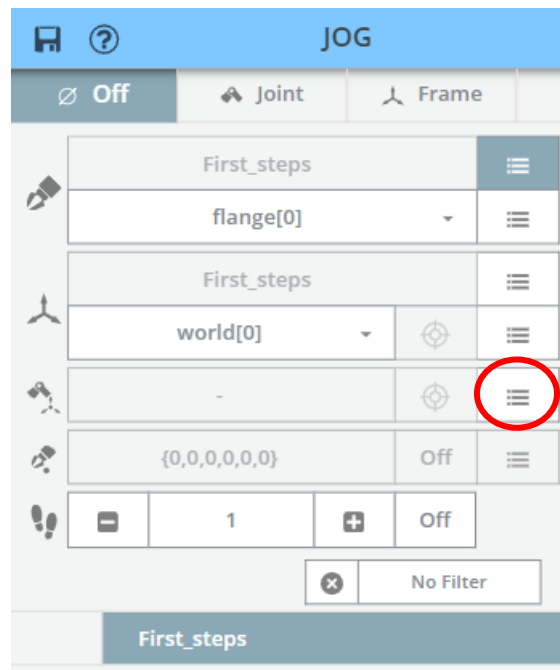 JOG
Off Joint Frame
First_steps
flange[0]
First_steps
world[0]
-
{0,0,0,0,0,0} Off
1 Off
No Filter
First_steps